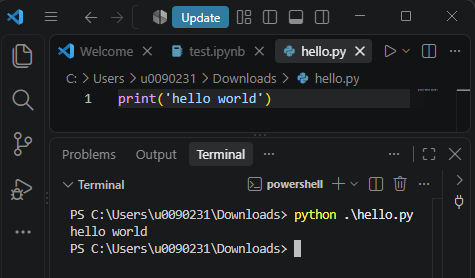 Update
Welcome test.ipynb hello.py
C: > Users > u0090231 > Downloads > hello.py
1 print('hello world')
Problems Output Terminal ...
Terminal powershell ...
PS C:\Users\u0090231\Downloads> python .\hello.py
hello world
PS C:\Users\u0090231\Downloads>